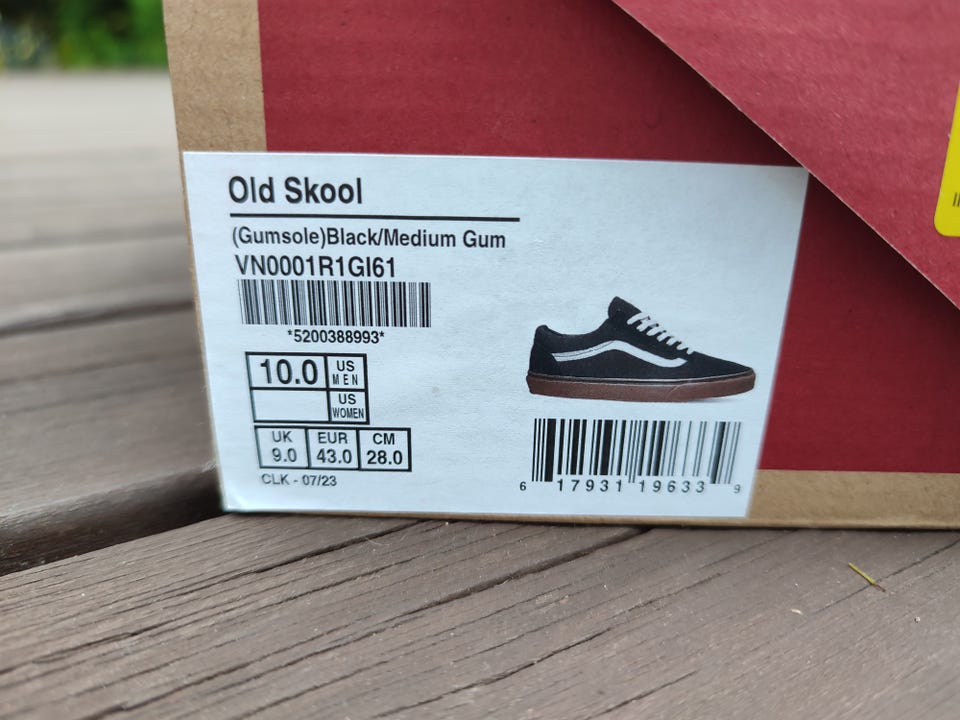 Old Skool
(Gumsole)Black/Medium Gum
VN0001R1GI61
*5200388993*
10.0 US MEN
US WOMEN
UK EUR CM
9.0 43.0 28.0
CLK - 07/23
6 17931 19633 9